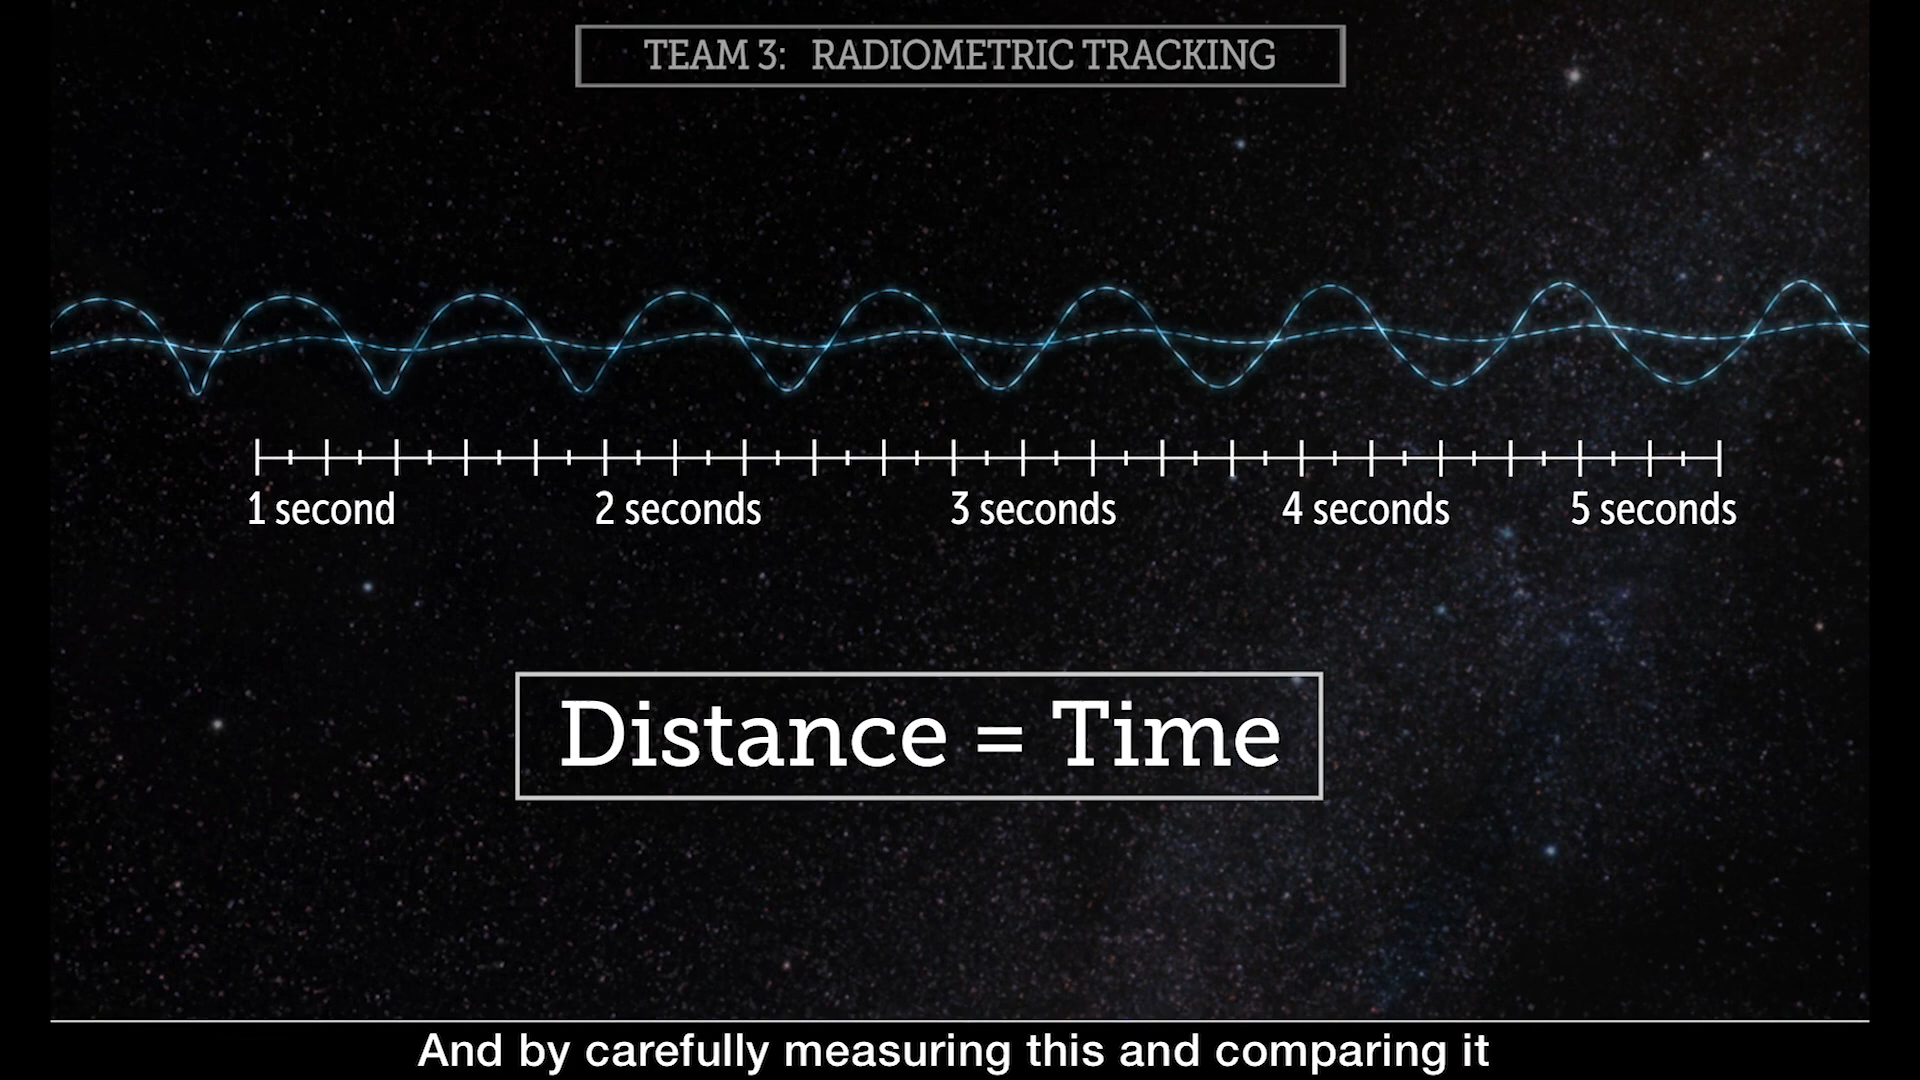 TEAM 3: RADIOMETRIC TRACKING
1 second 2 seconds 3 seconds 4 seconds 5 seconds
Distance = Time
And by carefully measuring this and comparing it